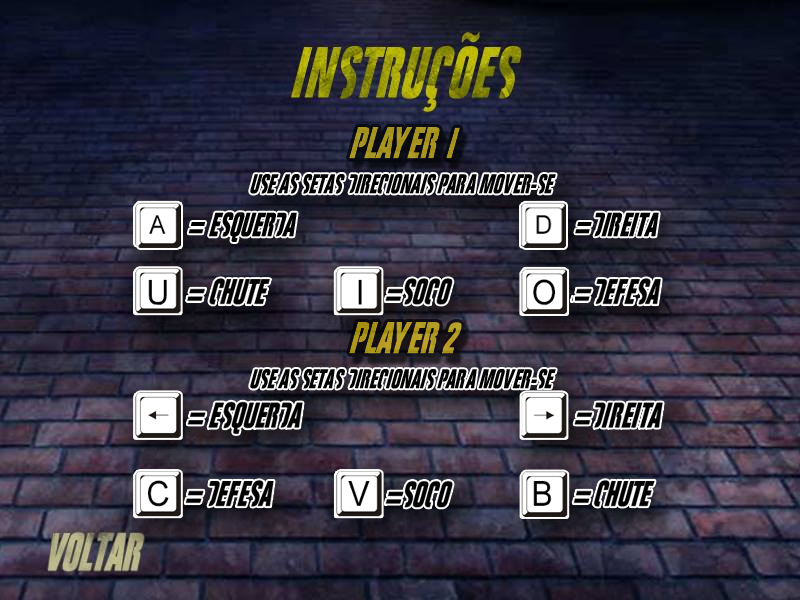 INSTRUÇÕES
PLAYER 1
USE AS SETAS DIRECIONAIS PARA MOVER-SE
A = ESQUERDA D = DIREITA
U = CHUTE I = SOCO O = DEFESA
PLAYER 2
USE AS SETAS DIRECIONAIS PARA MOVER-SE
← = ESQUERDA → = DIREITA
C = DEFESA V = SOCO B = CHUTE
VOLTAR